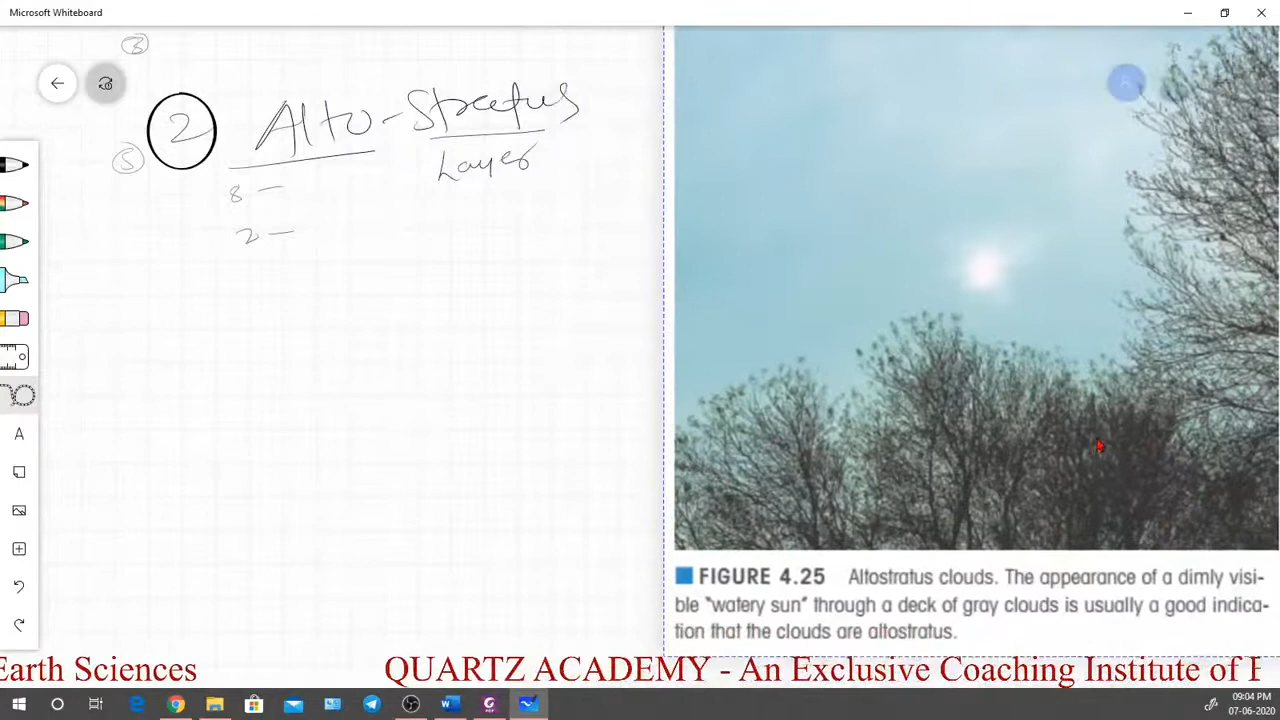 Microsoft Whiteboard
3
2 Alto-Stratus
5 Layer
8 -
2 -
A
FIGURE 4.25 Altostratus clouds. The appearance of a dimly visi-
ble "watery sun" through a deck of gray clouds is usually a good indica-
tion that the clouds are altostratus.
Earth Sciences QUARTZ ACADEMY - An Exclusive Coaching Institute of
09:04 PM
07-06-2020